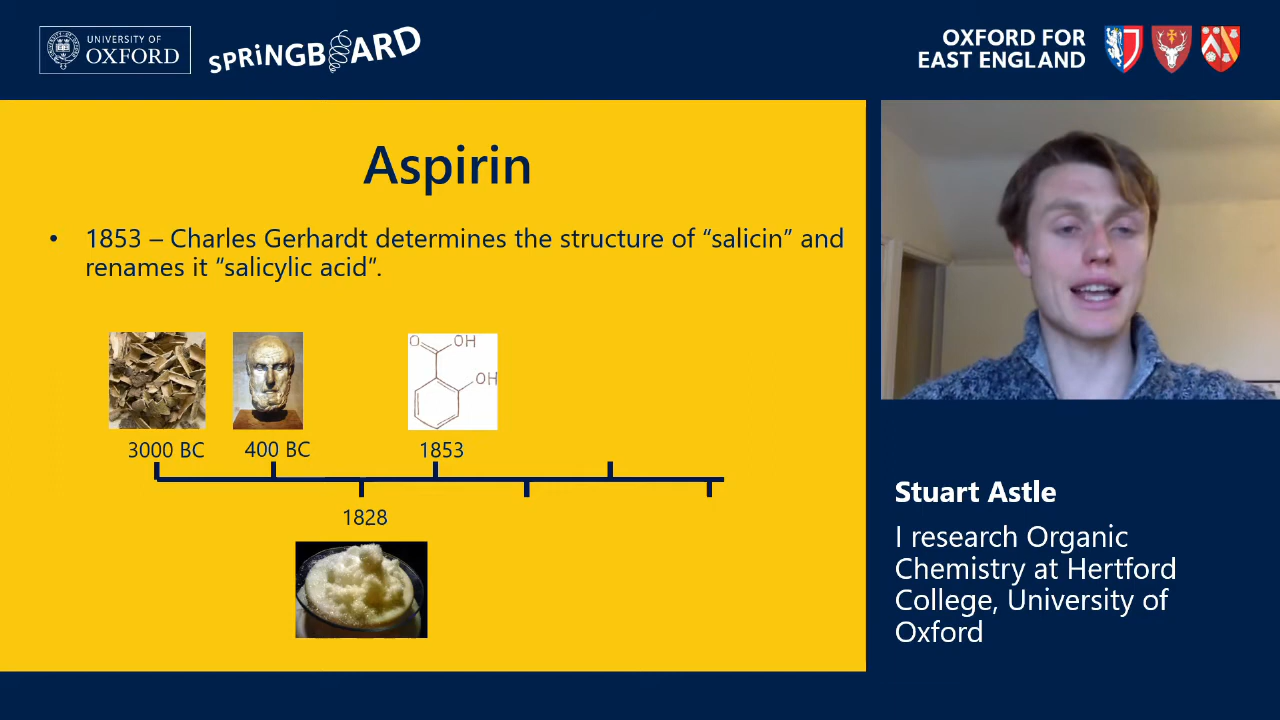 UNIVERSITY OF
OXFORD
SPRiNGBOARD
OXFORD FOR
EAST ENGLAND
Aspirin
• 1853 – Charles Gerhardt determines the structure of “salicin” and
renames it “salicylic acid”.
O
OH
OH
3000 BC
400 BC
1853
1828
Stuart Astle
I research Organic
Chemistry at Hertford
College, University of
Oxford